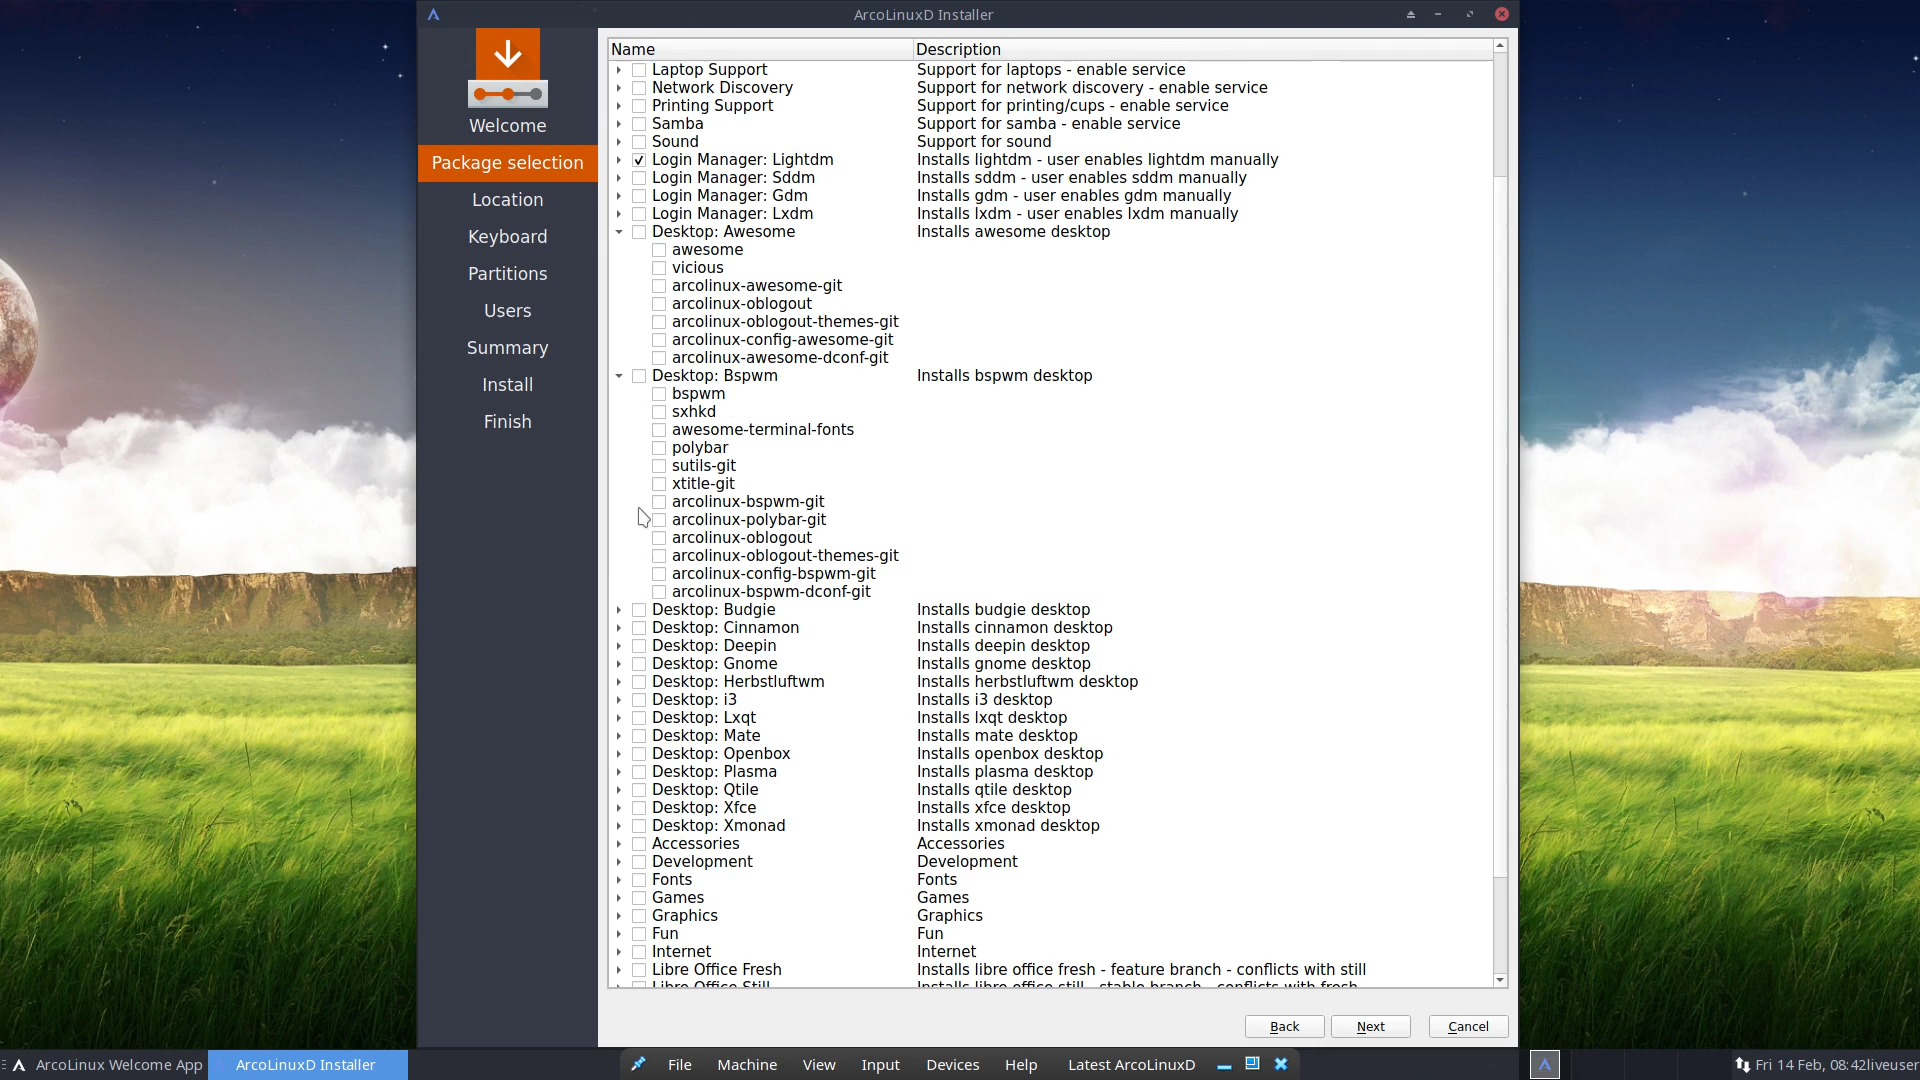 ArcoLinuxD Installer
Welcome
Package selection
Location
Keyboard
Partitions
Users
Summary
Install
Finish
Name Description
Laptop Support Support for laptops - enable service
Network Discovery Support for network discovery - enable service
Printing Support Support for printing/cups - enable service
Samba Support for samba - enable service
Sound Support for sound
Login Manager: Lightdm Installs lightdm - user enables lightdm manually
Login Manager: Sddm Installs sddm - user enables sddm manually
Login Manager: Gdm Installs gdm - user enables gdm manually
Login Manager: Lxdm Installs lxdm - user enables lxdm manually
Desktop: Awesome Installs awesome desktop
awesome
vicious
arcolinux-awesome-git
arcolinux-oblogout
arcolinux-oblogout-themes-git
arcolinux-config-awesome-git
arcolinux-awesome-dconf-git
Desktop: Bspwm Installs bspwm desktop
bspwm
sxhkd
awesome-terminal-fonts
polybar
sutils-git
xtitle-git
arcolinux-bspwm-git
arcolinux-polybar-git
arcolinux-oblogout
arcolinux-oblogout-themes-git
arcolinux-config-bspwm-git
arcolinux-bspwm-dconf-git
Desktop: Budgie Installs budgie desktop
Desktop: Cinnamon Installs cinnamon desktop
Desktop: Deepin Installs deepin desktop
Desktop: Gnome Installs gnome desktop
Desktop: Herbstluftwm Installs herbstluftwm desktop
Desktop: i3 Installs i3 desktop
Desktop: Lxqt Installs lxqt desktop
Desktop: Mate Installs mate desktop
Desktop: Openbox Installs openbox desktop
Desktop: Plasma Installs plasma desktop
Desktop: Qtile Installs qtile desktop
Desktop: Xfce Installs xfce desktop
Desktop: Xmonad Installs xmonad desktop
Accessories Accessories
Development Development
Fonts Fonts
Games Games
Graphics Graphics
Fun Fun
Internet Internet
Libre Office Fresh Installs libre office fresh - feature branch - conflicts with still
Libre Office Still Installs libre office still - stable branch - conflicts with fresh
Back Next Cancel
ArcoLinux Welcome App ArcoLinuxD Installer File Machine View Input Devices Help Latest ArcoLinuxD Fri 14 Feb, 08:42liveuser